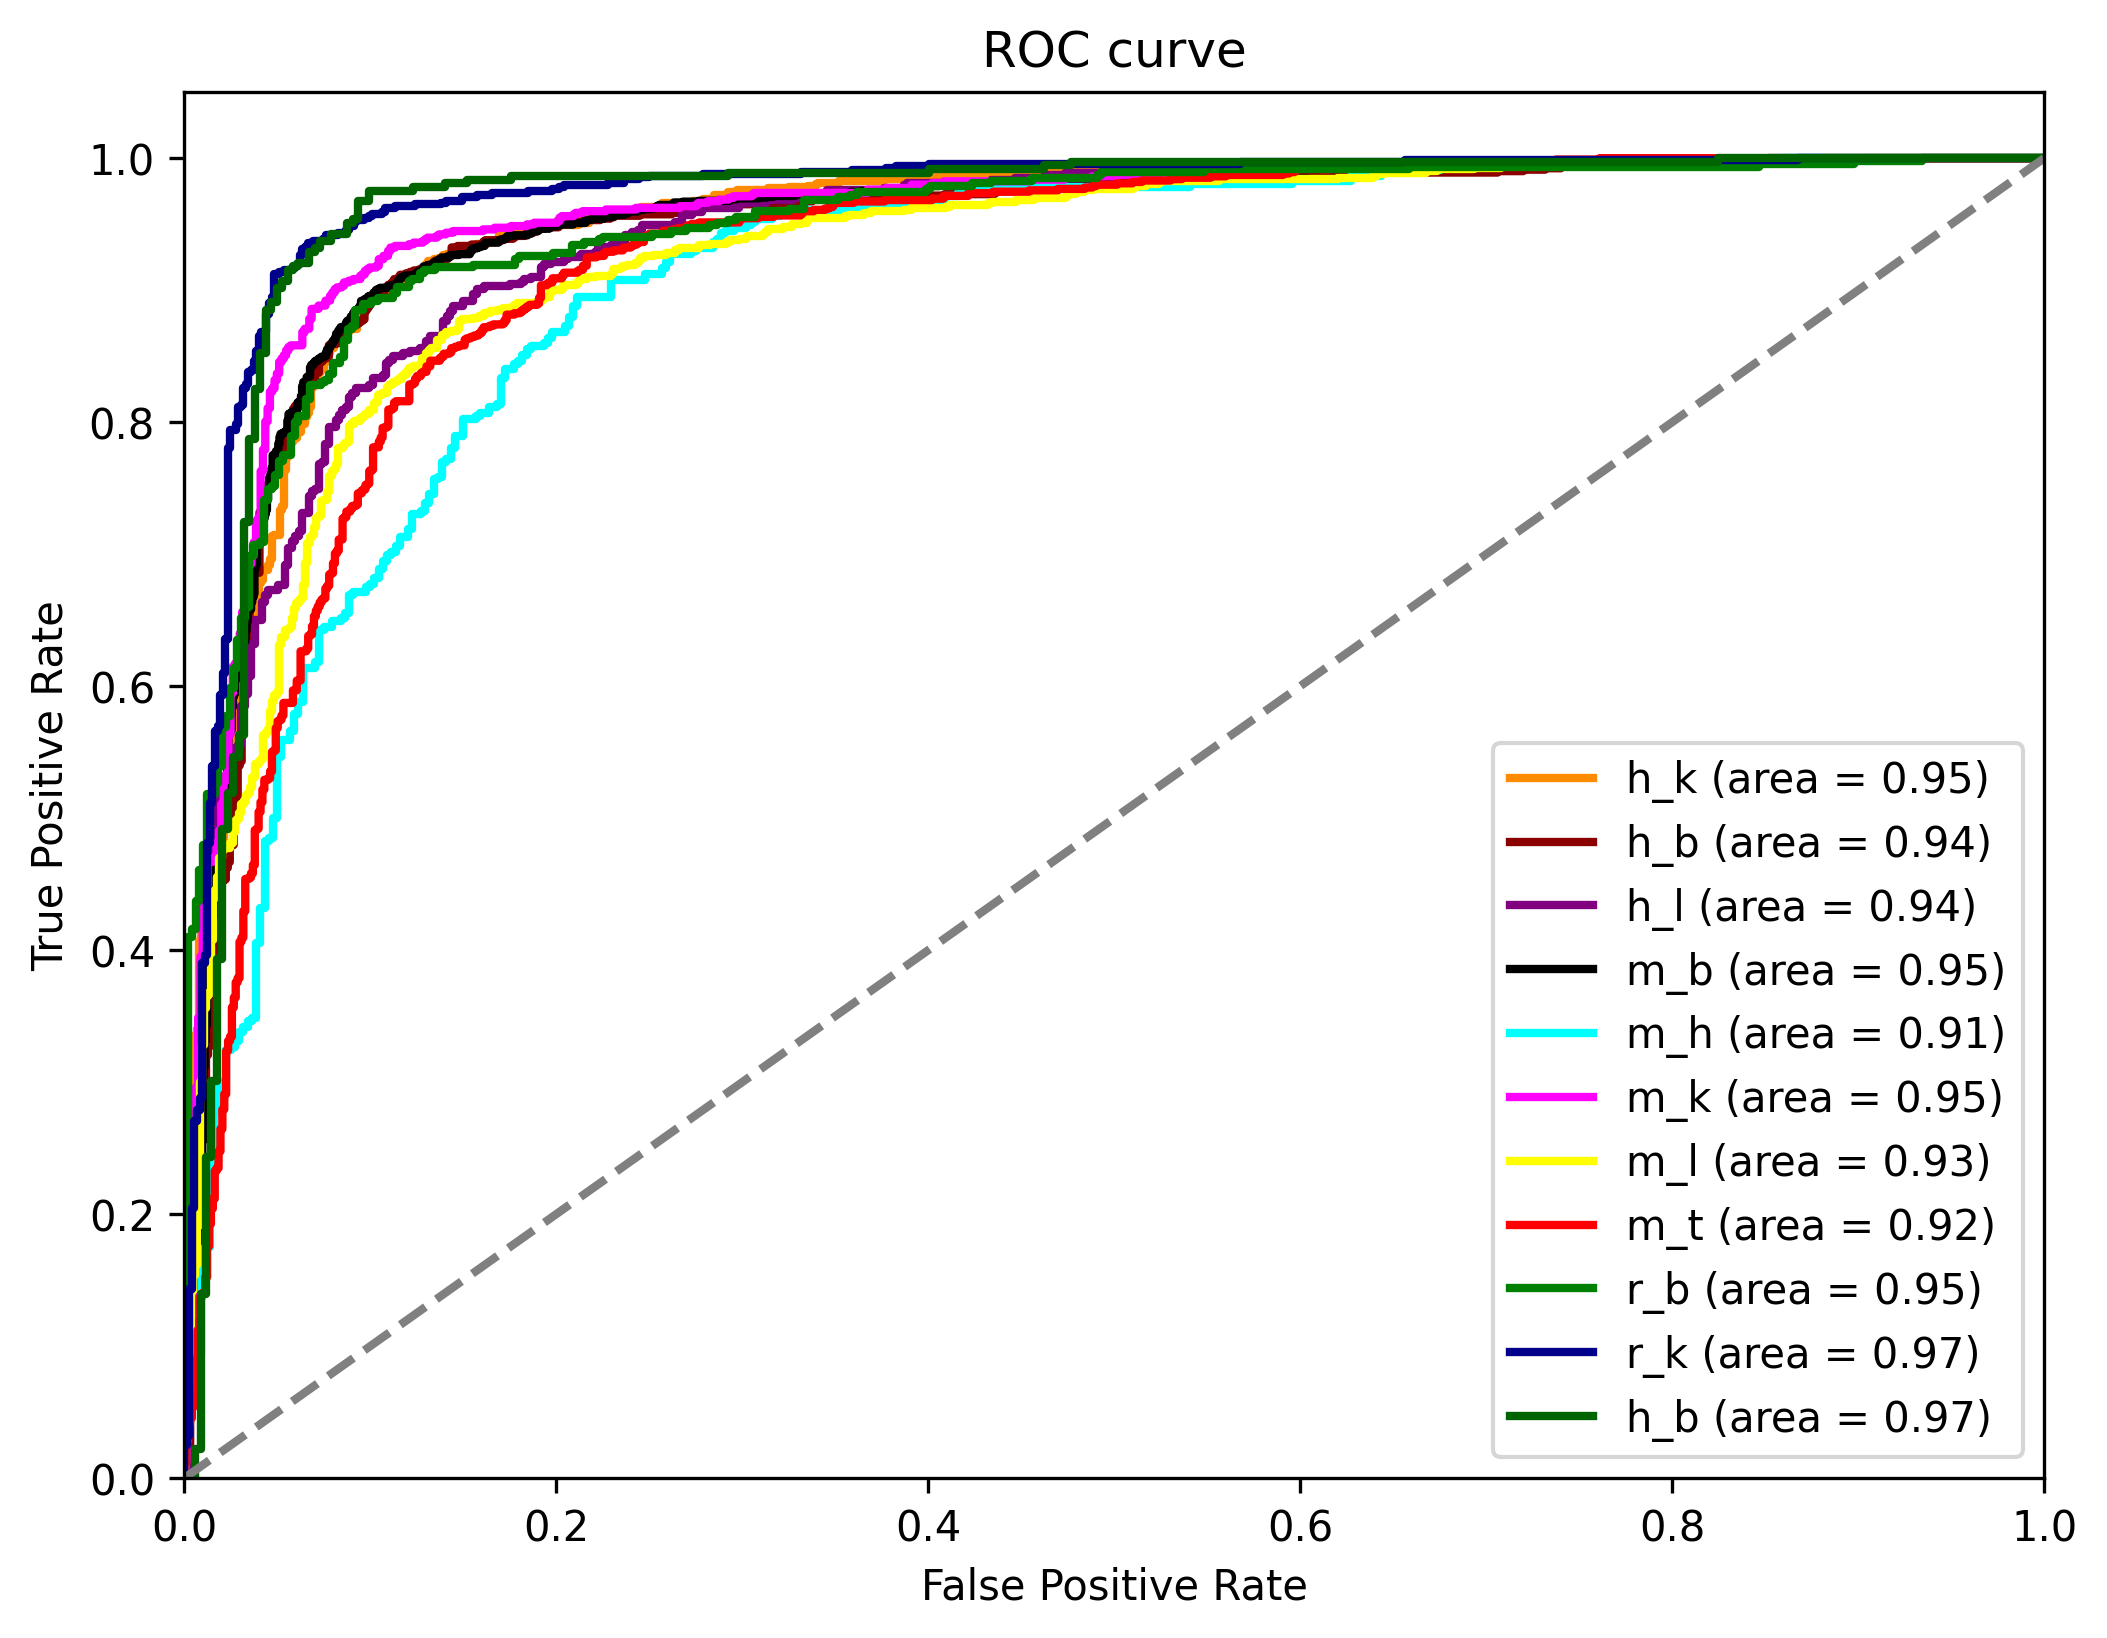 ROC curve
1.0
0.8
0.6
0.4
0.2
0.0
True Positive Rate
h_k (area = 0.95)
h_b (area = 0.94)
h_l (area = 0.94)
m_b (area = 0.95)
m_h (area = 0.91)
m_k (area = 0.95)
m_l (area = 0.93)
m_t (area = 0.92)
r_b (area = 0.95)
r_k (area = 0.97)
h_b (area = 0.97)
0.0 0.2 0.4 0.6 0.8 1.0
False Positive Rate